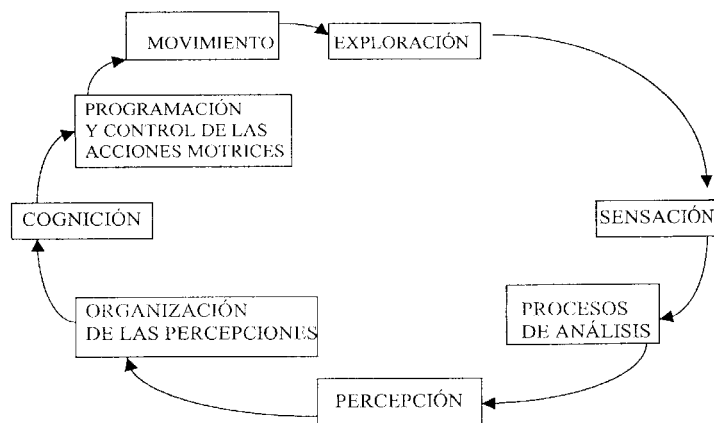 MOVIMIENTO
EXPLORACIÓN
PROGRAMACIÓN
Y CONTROL DE LAS
ACCIONES MOTRICES
COGNICIÓN
SENSACIÓN
ORGANIZACIÓN
DE LAS PERCEPCIONES
PROCESOS
DE ANÁLISIS
PERCEPCIÓN